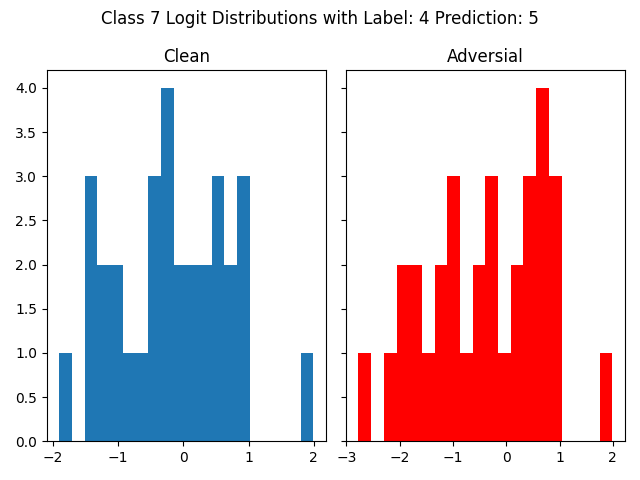 Class 7 Logit Distributions with Label: 4 Prediction: 5
Clean
Adversial
4.0
3.5
3.0
2.5
2.0
1.5
1.0
0.5
0.0
−2 −1 0 1 2
−3 −2 −1 0 1 2